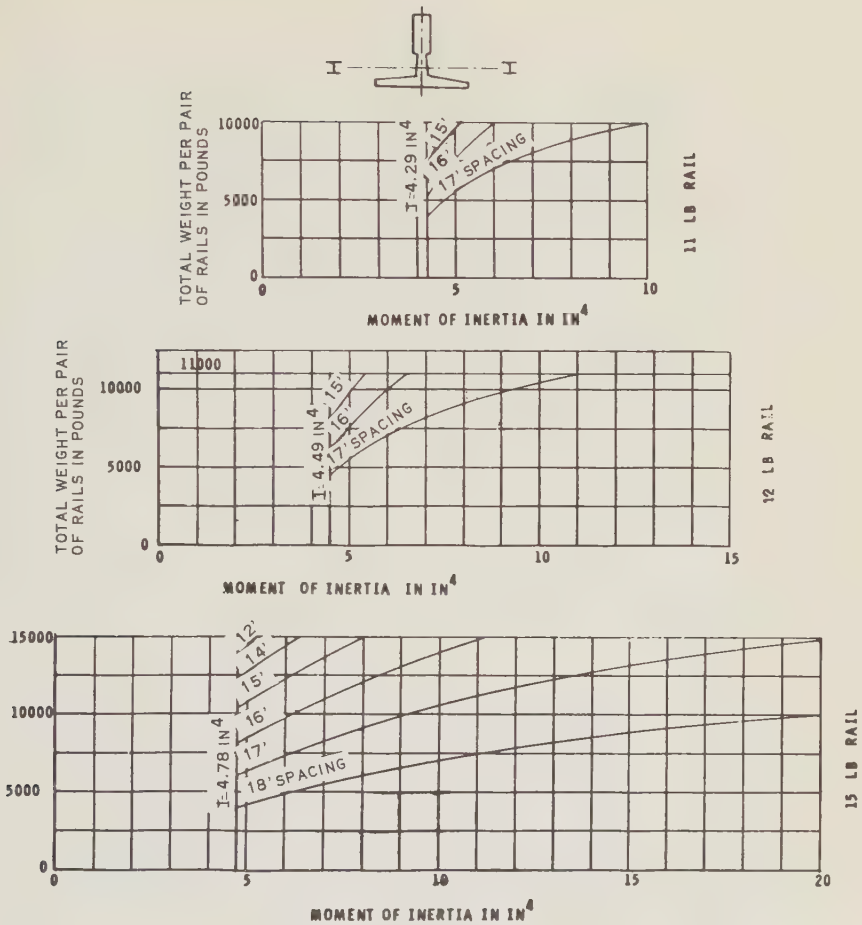 I I
TOTAL WEIGHT PER PAIR
OF RAILS IN POUNDS
10000
5000
0
I=4.29 IN⁴
15'
16'
17' SPACING
0 5 10
MOMENT OF INERTIA IN IN⁴
11 LB RAIL
TOTAL WEIGHT PER PAIR
OF RAILS IN POUNDS
11000
10000
5000
0
I=4.49 IN⁴
15'
16'
17' SPACING
0 5 10 15
MOMENT OF INERTIA IN IN⁴
12 LB RAIL
15000
10000
5000
0
I=4.78 IN⁴
12'
14'
15'
16'
17'
18' SPACING
0 5 10 15 20
MOMENT OF INERTIA IN IN⁴
15 LB RAIL